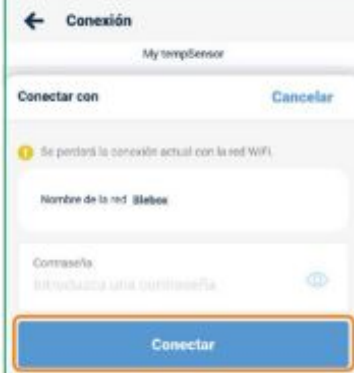 Conexión
My tempSensor
Conectar con Cancelar
Se perderá la conexión actual con la red WiFi.
Nombre de la red Blebox
Contraseña
Introduzca una contraseña
Conectar